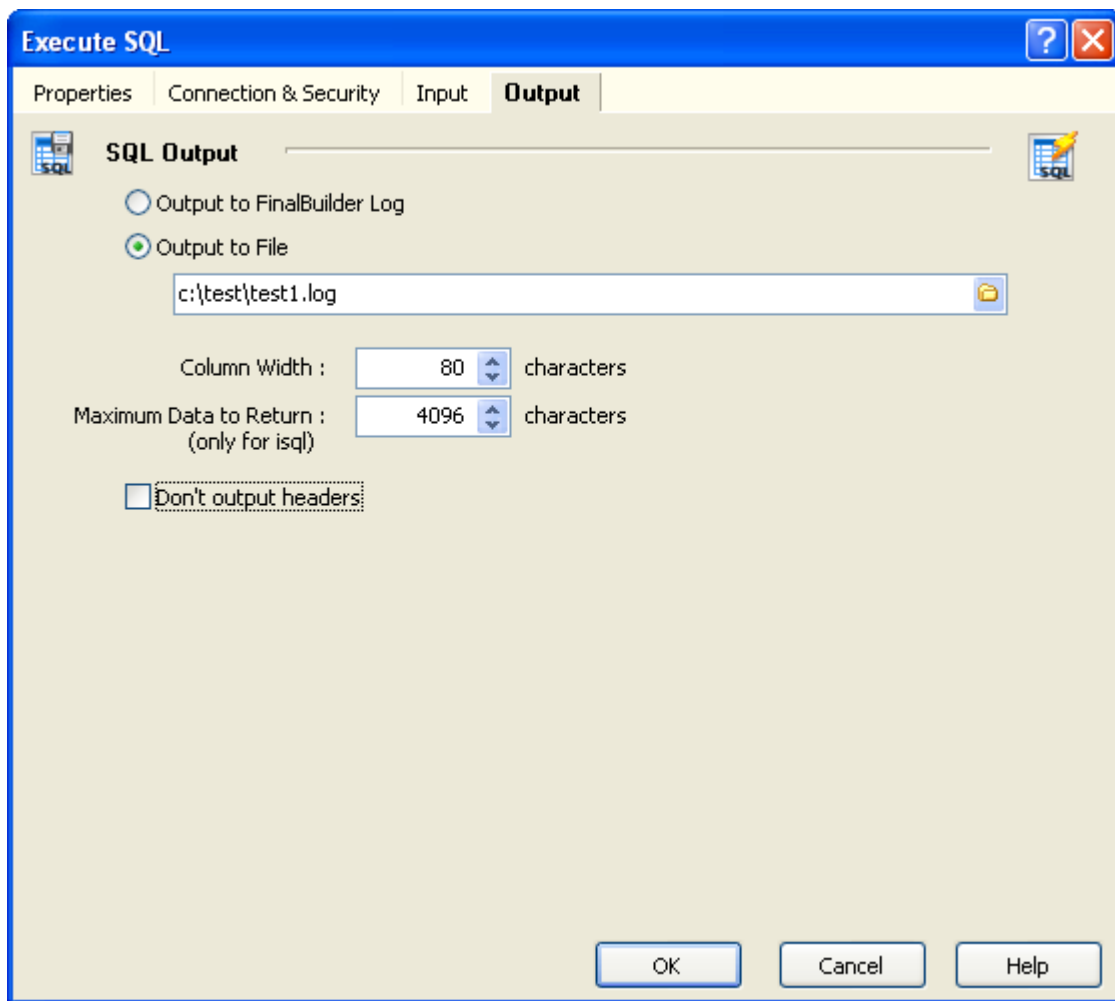 Execute SQL
Properties Connection & Security Input Output
SQL SQL Output SQL
Output to FinalBuilder Log
Output to File
c:\test\test1.log
Column Width : 80 characters
Maximum Data to Return : 4096 characters
(only for isql)
Don't output headers
OK Cancel Help